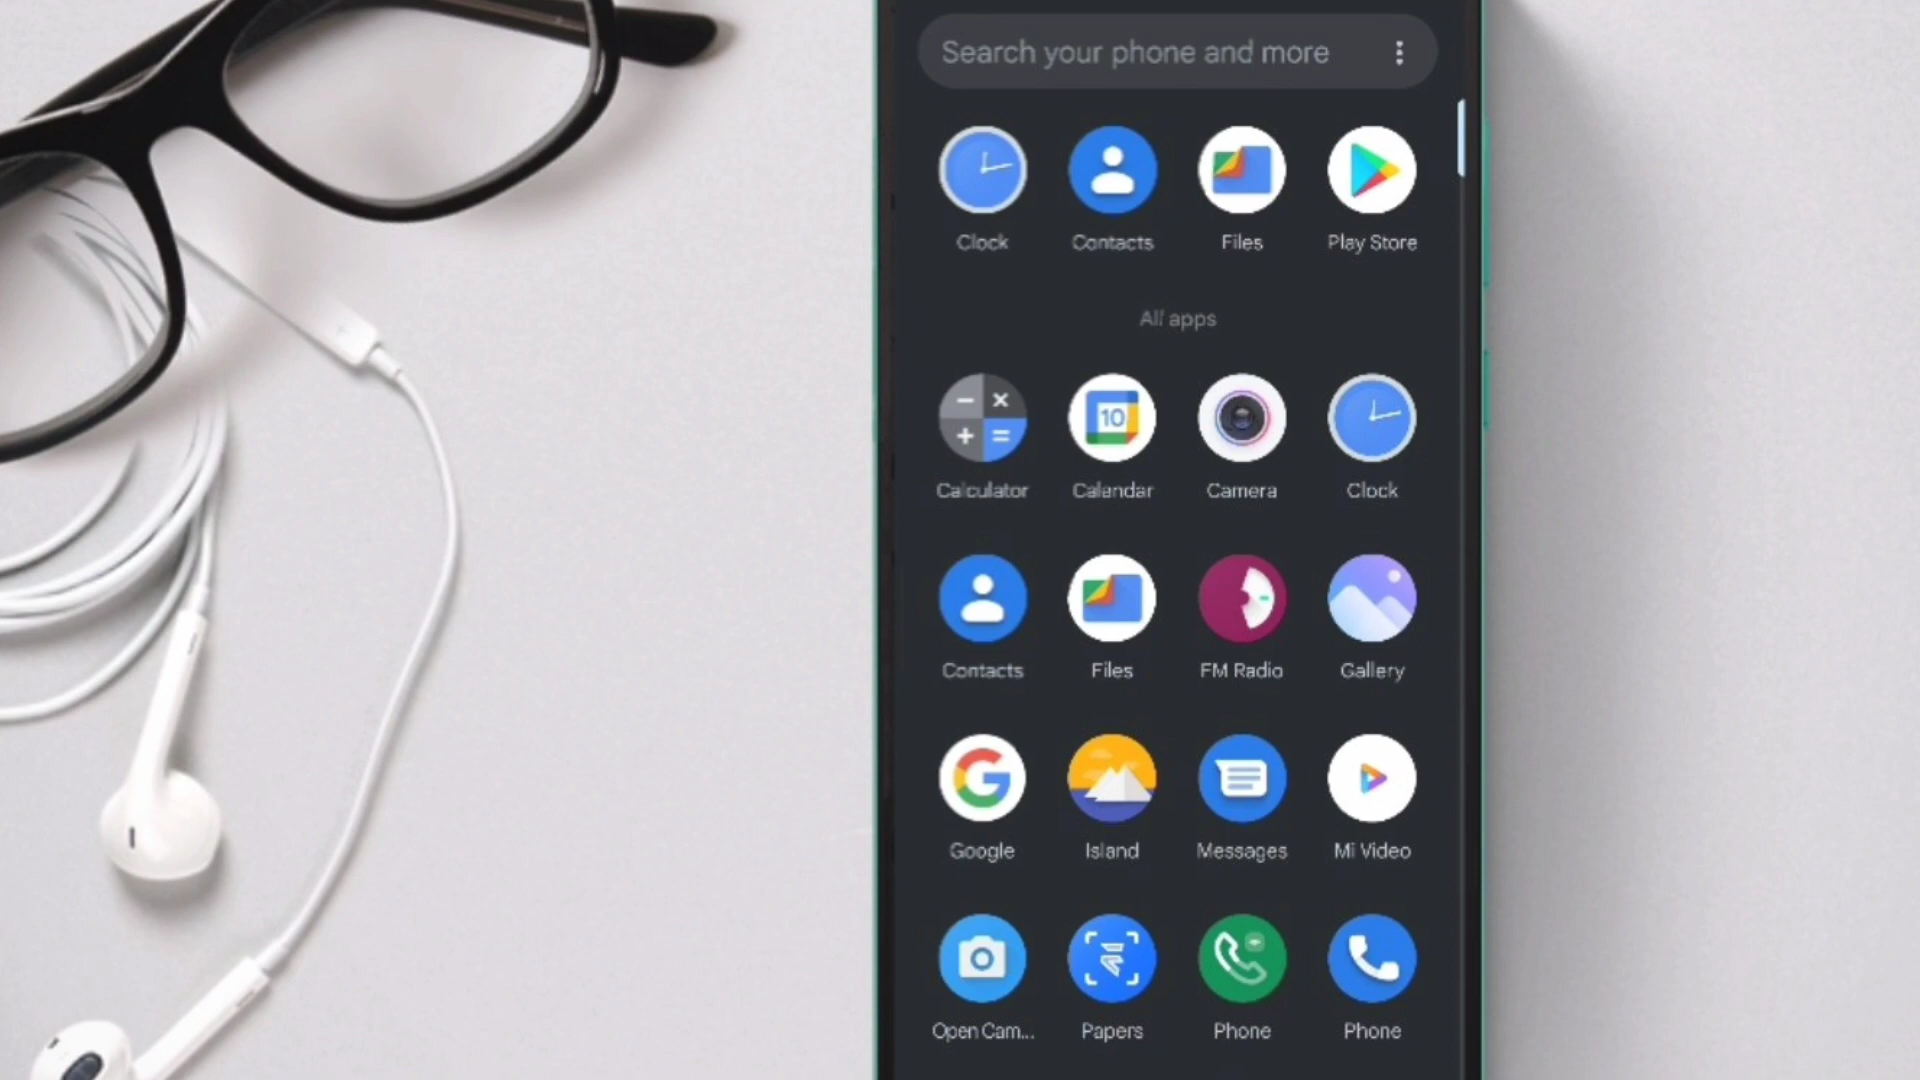 Search your phone and more
Clock Contacts Files Play Store
All apps
10
Calculator Calendar Camera Clock
Contacts Files FM Radio Gallery
Google Island Messages Mi Video
Open Cam... Papers Phone Phone